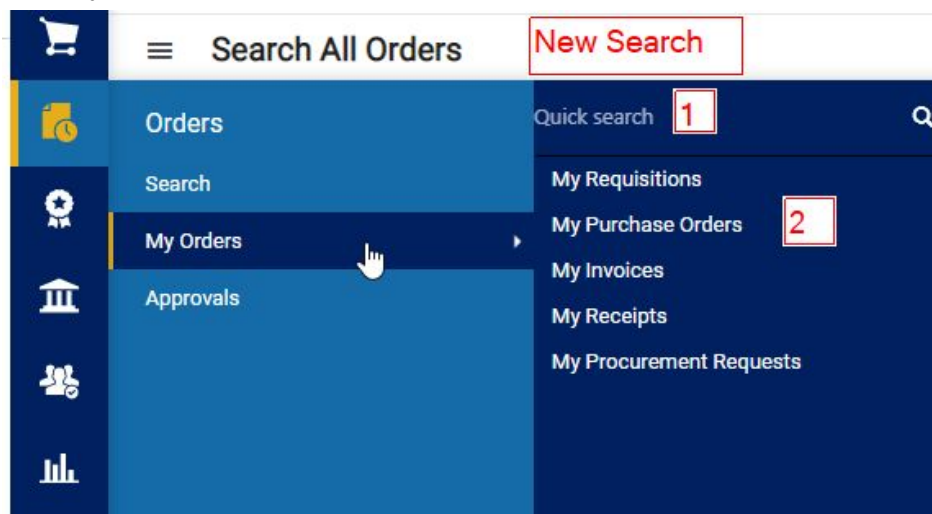 Search All Orders New Search
Orders
Search
My Orders
Approvals
Quick search 1
My Requisitions
My Purchase Orders 2
My Invoices
My Receipts
My Procurement Requests